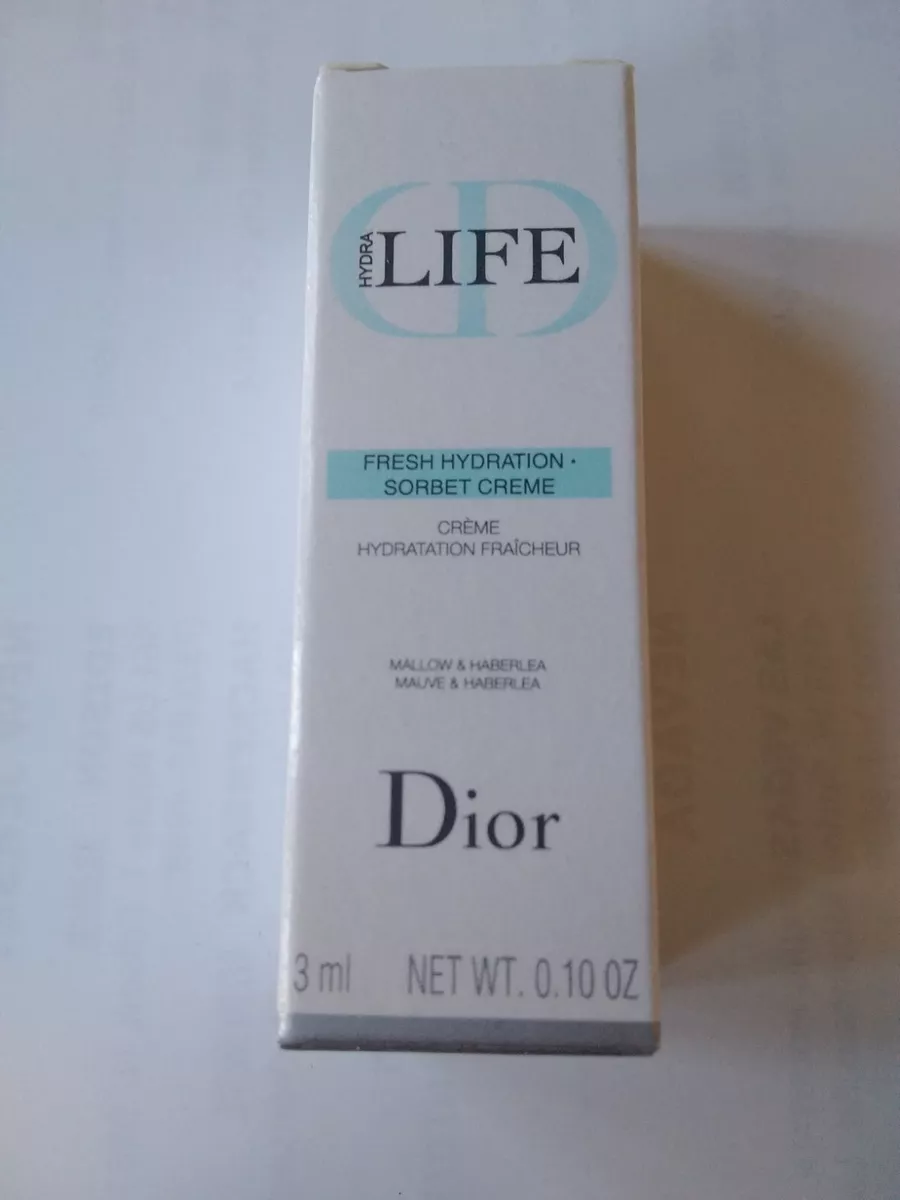 HYDRA LIFE
FRESH HYDRATION •
SORBET CREME
CRÈME
HYDRATATION FRAÎCHEUR
MALLOW & HABERLEA
MAUVE & HABERLEA
Dior
3 ml NET WT. 0.10 OZ